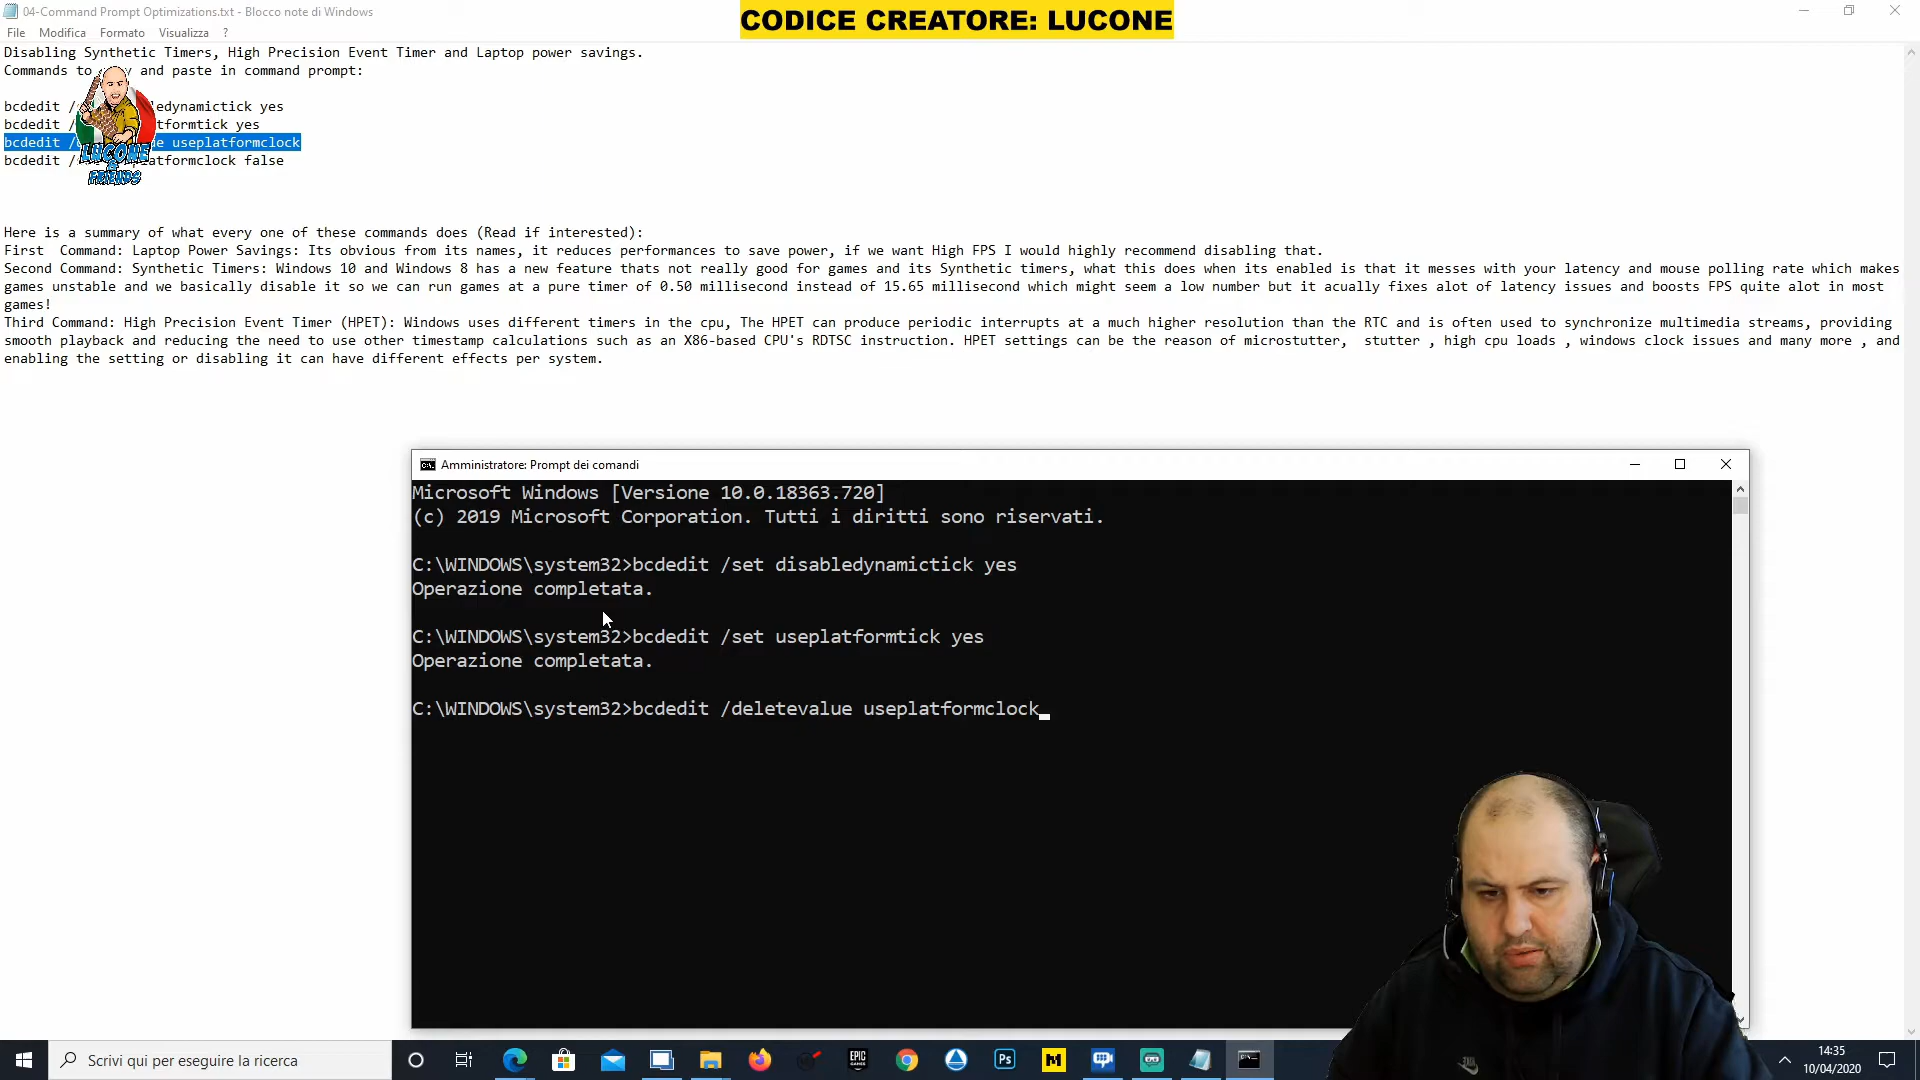 04-Command Prompt Optimizations.txt - Blocco note di Windows
CODICE CREATORE: LUCONE
File Modifica Formato Visualizza ?
Disabling Synthetic Timers, High Precision Event Timer and Laptop power savings.
Commands to and paste in command prompt:
bcdedit / edynamictick yes
bcdedit / tformtick yes
bcdedit / e useplatformclock
bcdedit / atformclock false
LUCONE
& FRIENDS
Here is a summary of what every one of these commands does (Read if interested):
First  Command: Laptop Power Savings: Its obvious from its names, it reduces performances to save power, if we want High FPS I would highly recommend disabling that.
Second Command: Synthetic Timers: Windows 10 and Windows 8 has a new feature thats not really good for games and its Synthetic timers, what this does when its enabled is that it messes with your latency and mouse polling rate which makes
games unstable and we basically disable it so we can run games at a pure timer of 0.50 millisecond instead of 15.65 millisecond which might seem a low number but it acually fixes alot of latency issues and boosts FPS quite alot in most
games!
Third Command: High Precision Event Timer (HPET): Windows uses different timers in the cpu, The HPET can produce periodic interrupts at a much higher resolution than the RTC and is often used to synchronize multimedia streams, providing
smooth playback and reducing the need to use other timestamp calculations such as an X86-based CPU's RDTSC instruction. HPET settings can be the reason of microstutter,  stutter , high cpu loads , windows clock issues and many more , and
enabling the setting or disabling it can have different effects per system.
Amministratore: Prompt dei comandi
Microsoft Windows [Versione 10.0.18363.720]
(c) 2019 Microsoft Corporation. Tutti i diritti sono riservati.
C:\WINDOWS\system32>bcdedit /set disabledynamictick yes
Operazione completata.
C:\WINDOWS\system32>bcdedit /set useplatformtick yes
Operazione completata.
C:\WINDOWS\system32>bcdedit /deletevalue useplatformclock
Scrivi qui per eseguire la ricerca
EPIC GAMES
Ps
14:35
10/04/2020